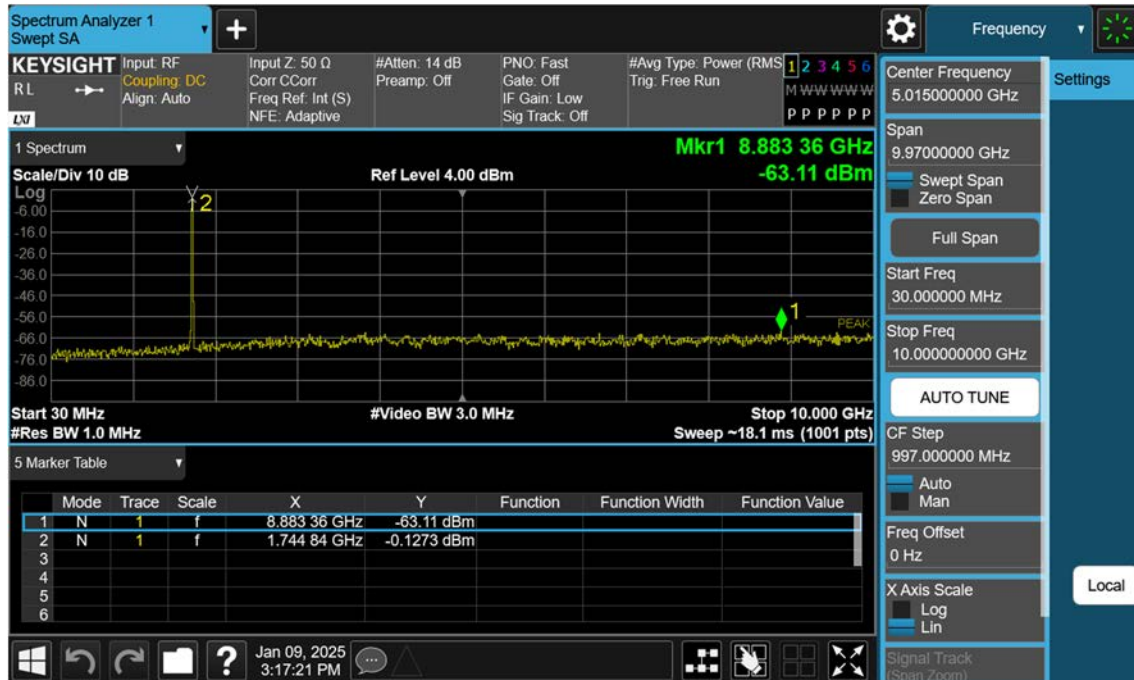 Spectrum Analyzer 1
Swept SA
Frequency
KEYSIGHT
RL
LXI
Input: RF
Coupling: DC
Align: Auto
Input Z: 50 Ω
Corr CCorr
Freq Ref: Int (S)
NFE: Adaptive
#Atten: 14 dB
Preamp: Off
PNO: Fast
Gate: Off
IF Gain: Low
Sig Track: Off
#Avg Type: Power (RMS
Trig: Free Run
1 2 3 4 5 6
M W W W W W
P P P P P P
1 Spectrum
Mkr1 8.883 36 GHz
Scale/Div 10 dB
Ref Level 4.00 dBm
-63.11 dBm
Log
-6.00
-16.0
-26.0
-36.0
-46.0
-56.0
-66.0
-76.0
-86.0
2
1
PEAK
Start 30 MHz
#Video BW 3.0 MHz
Stop 10.000 GHz
#Res BW 1.0 MHz
Sweep ~18.1 ms (1001 pts)
5 Marker Table
Mode Trace Scale X Y Function Function Width Function Value
1 N 1 f 8.883 36 GHz -63.11 dBm
2 N 1 f 1.744 84 GHz -0.1273 dBm
3
4
5
6
Jan 09, 2025
3:17:21 PM
Center Frequency
5.015000000 GHz
Span
9.97000000 GHz
Swept Span
Zero Span
Full Span
Start Freq
30.000000 MHz
Stop Freq
10.000000000 GHz
AUTO TUNE
CF Step
997.000000 MHz
Auto
Man
Freq Offset
0 Hz
X Axis Scale
Log
Lin
Signal Track
(Span Zoom)
Settings
Local